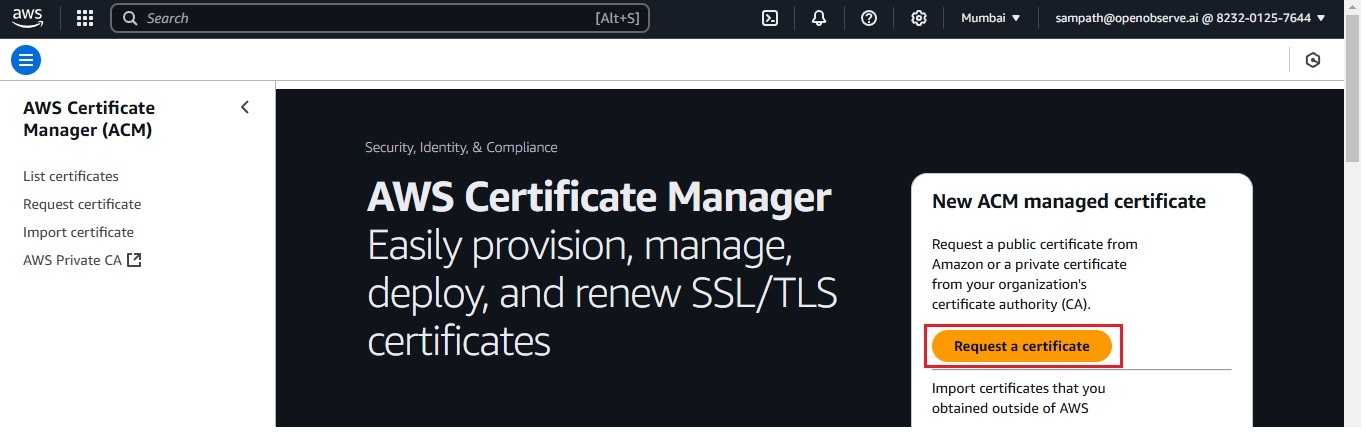 aws
Search [Alt+S]
Mumbai ▼ sampath@openobserve.ai @ 8232-0125-7644 ▼
AWS Certificate
Manager (ACM)
List certificates
Request certificate
Import certificate
AWS Private CA
Security, Identity, & Compliance
AWS Certificate Manager
Easily provision, manage,
deploy, and renew SSL/TLS
certificates
New ACM managed certificate
Request a public certificate from
Amazon or a private certificate
from your organization's
certificate authority (CA).
Request a certificate
Import certificates that you
obtained outside of AWS